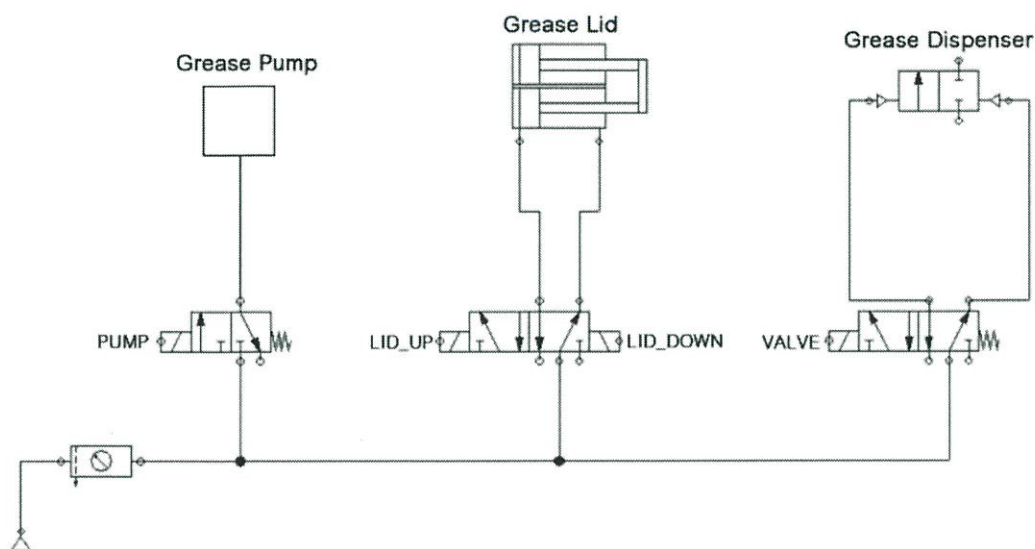 Grease Lid
Grease Pump
Grease Dispenser
PUMP
LID_UP
LID_DOWN
VALVE